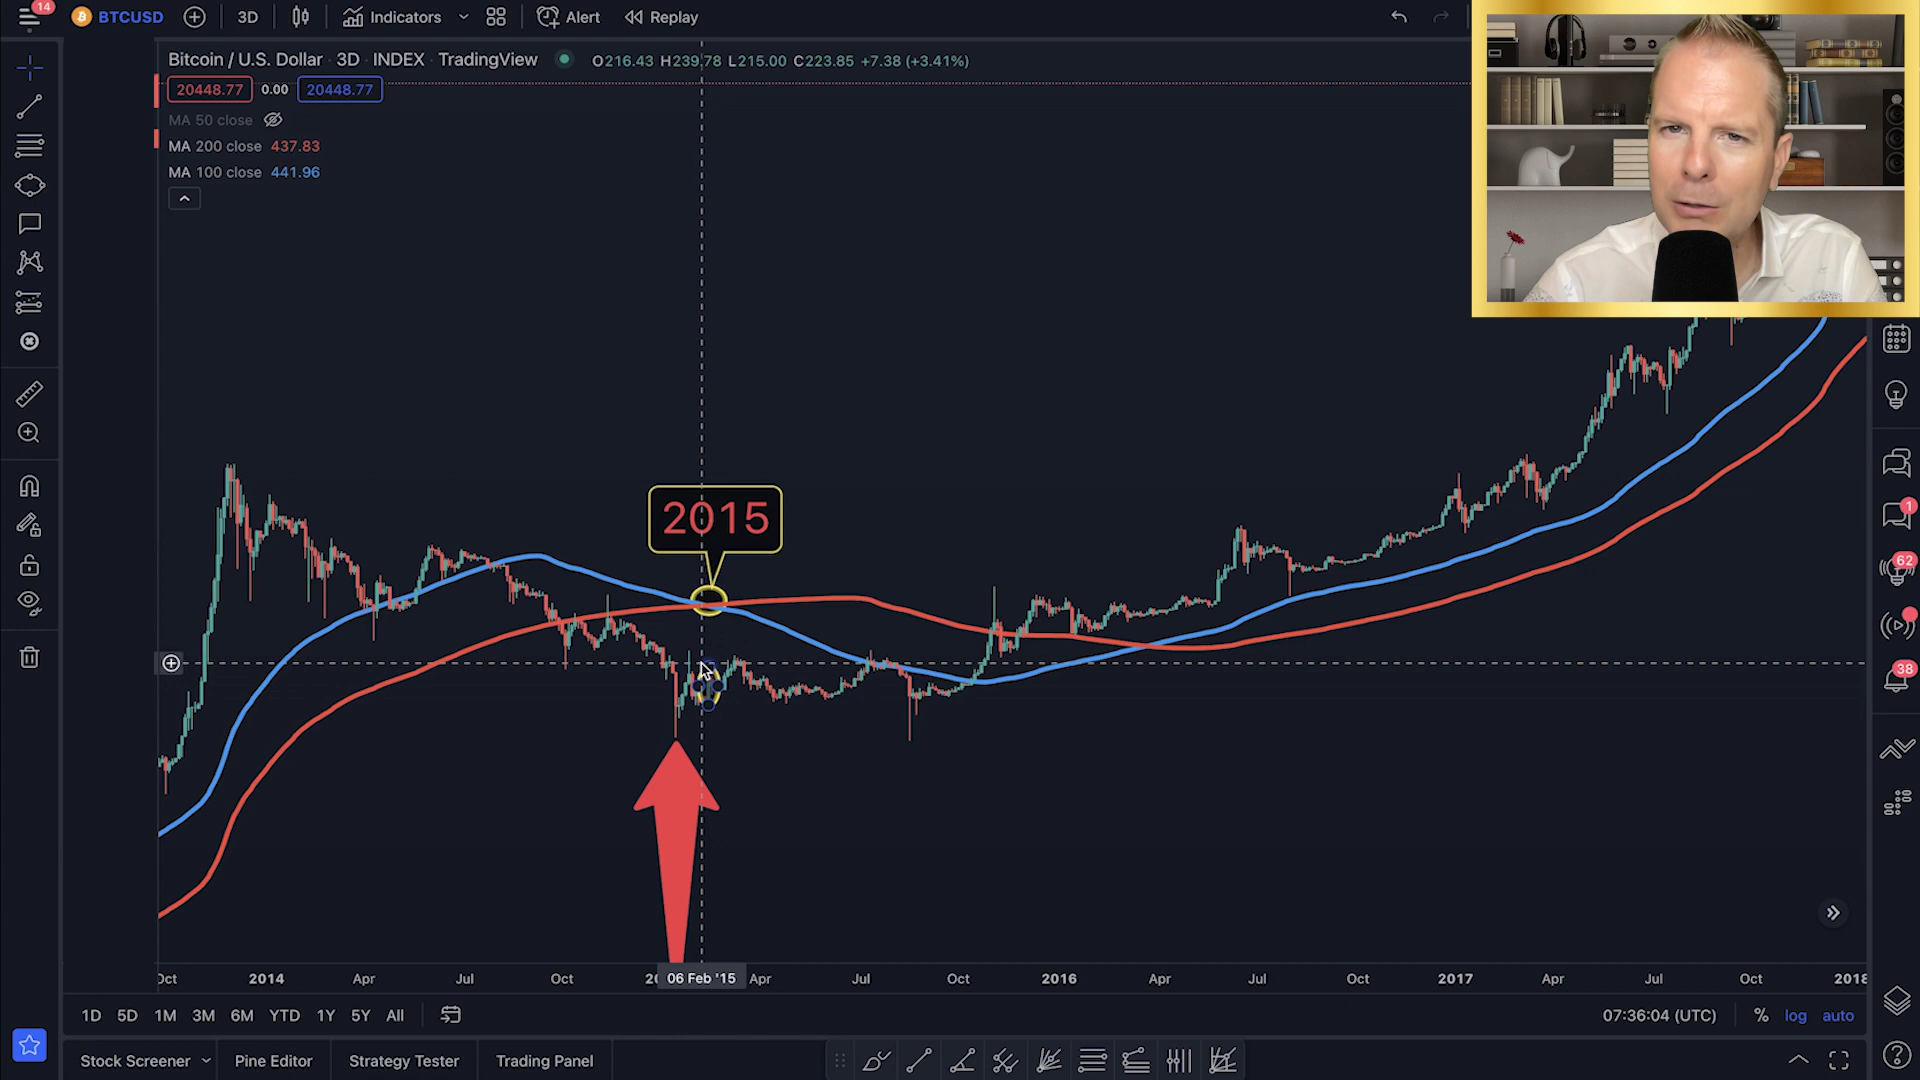 14
BTCUSD 3D Indicators Alert Replay
Bitcoin / U.S. Dollar · 3D · INDEX · TradingView O216.43 H239.78 L215.00 C223.85 +7.38 (+3.41%)
20448.77 0.00 20448.77
MA 50 close
MA 200 close 437.83
MA 100 close 441.96
2015
1
62
38
Oct 2014 Apr Jul Oct 06 Feb '15 Apr Jul Oct 2016 Apr Jul Oct 2017 Apr Jul Oct 2018
1D 5D 1M 3M 6M YTD 1Y 5Y All 07:36:04 (UTC) % log auto
Stock Screener Pine Editor Strategy Tester Trading Panel